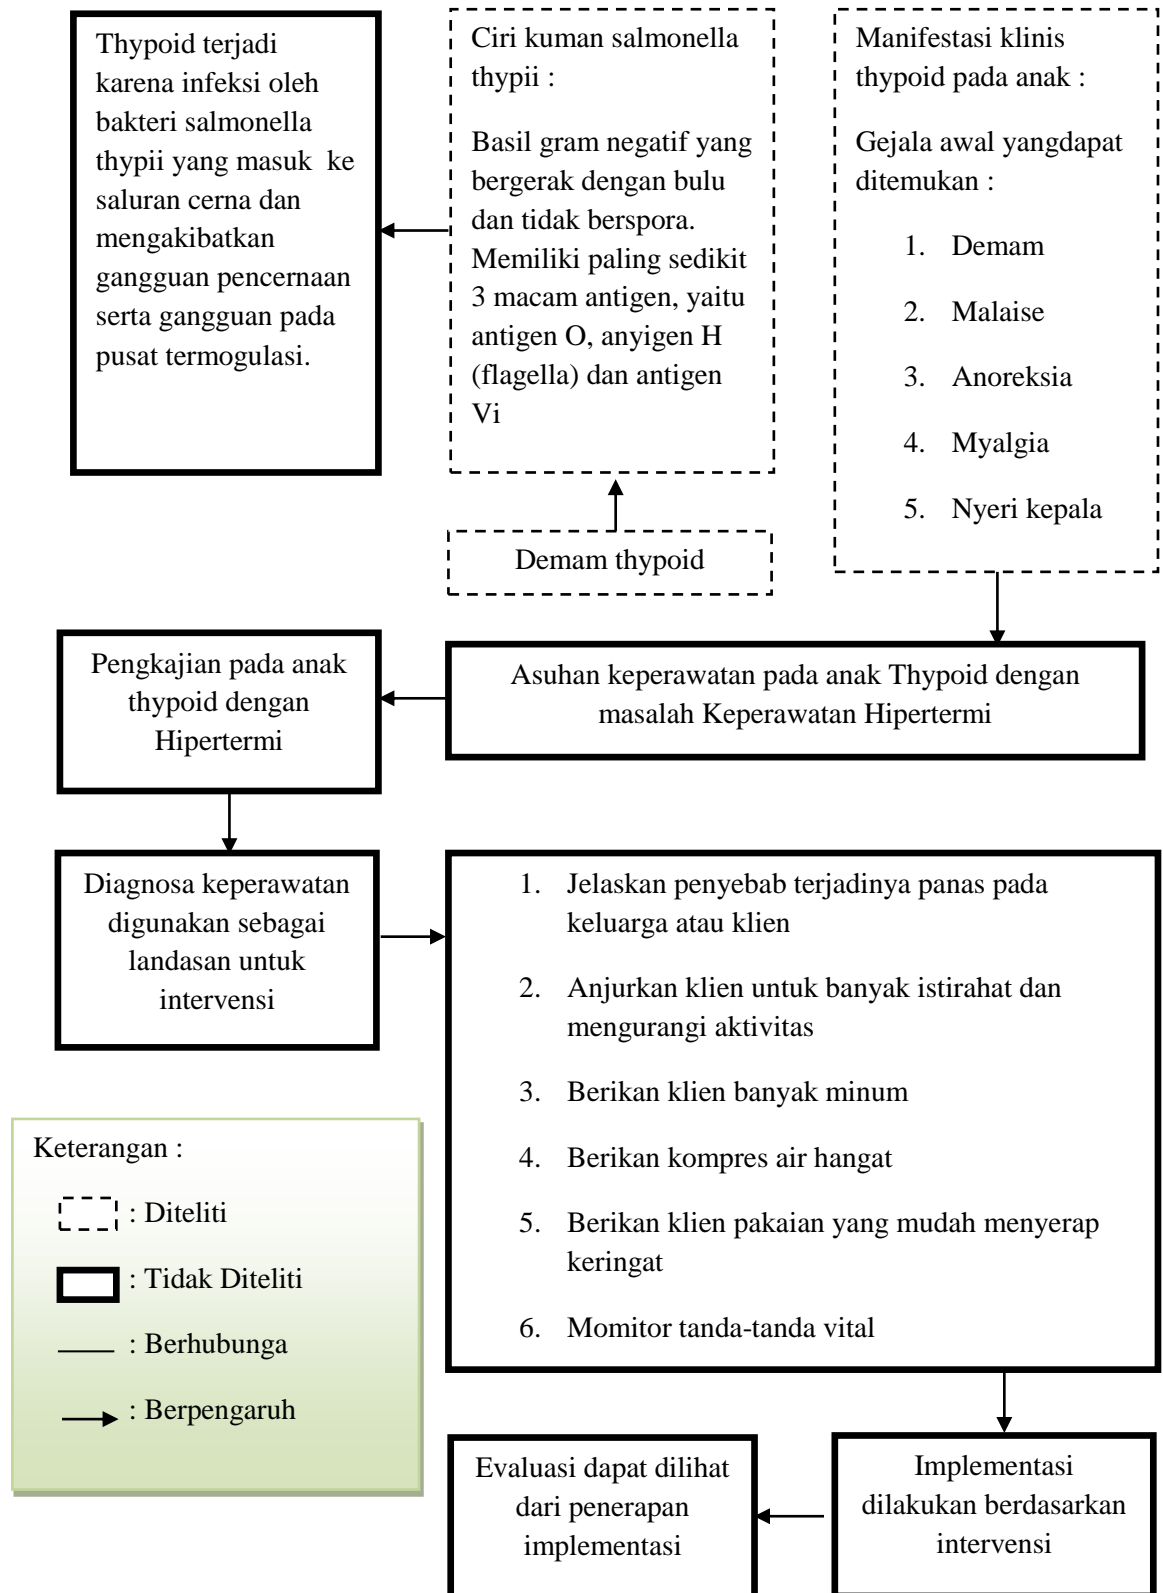 Thypoid terjadi
karena infeksi oleh
bakteri salmonella
thypii yang masuk ke
saluran cerna dan
mengakibatkan
gangguan pencernaan
serta gangguan pada
pusat termogulasi.
Ciri kuman salmonella
thypii :
Basil gram negatif yang
bergerak dengan bulu
dan tidak berspora.
Memiliki paling sedikit
3 macam antigen, yaitu
antigen O, anyigen H
(flagella) dan antigen
Vi
Manifestasi klinis
thypoid pada anak :
Gejala awal yangdapat
ditemukan :
1. Demam
2. Malaise
3. Anoreksia
4. Myalgia
5. Nyeri kepala
Demam thypoid
Pengkajian pada anak
thypoid dengan
Hipertermi
Asuhan keperawatan pada anak Thypoid dengan
masalah Keperawatan Hipertermi
Diagnosa keperawatan
digunakan sebagai
landasan untuk
intervensi
1. Jelaskan penyebab terjadinya panas pada
keluarga atau klien
2. Anjurkan klien untuk banyak istirahat dan
mengurangi aktivitas
3. Berikan klien banyak minum
4. Berikan kompres air hangat
5. Berikan klien pakaian yang mudah menyerap
keringat
6. Momitor tanda-tanda vital
Keterangan :
: Diteliti
: Tidak Diteliti
: Berhubunga
: Berpengaruh
Evaluasi dapat dilihat
dari penerapan
implementasi
Implementasi
dilakukan berdasarkan
intervensi